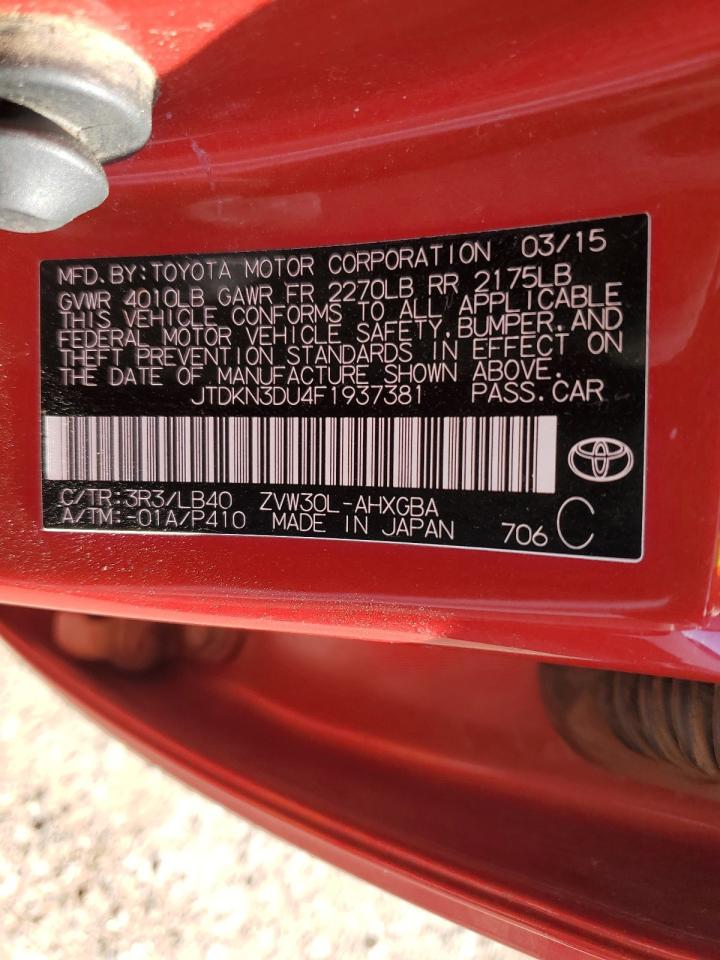 MFD. BY: TOYOTA MOTOR CORPORATION 03/15
GVWR 4010LB GAWR FR 2270LB RR 2175LB
THIS VEHICLE CONFORMS TO ALL APPLICABLE
FEDERAL MOTOR VEHICLE SAFETY, BUMPER, AND
THEFT PREVENTION STANDARDS IN EFFECT ON
THE DATE OF MANUFACTURE SHOWN ABOVE.
JTDKN3DU4F1937381 PASS. CAR
C/TR: 3R3/LB40 ZVW30L-AHXGBA
A/TM: -01A/P410 MADE IN JAPAN 706 C